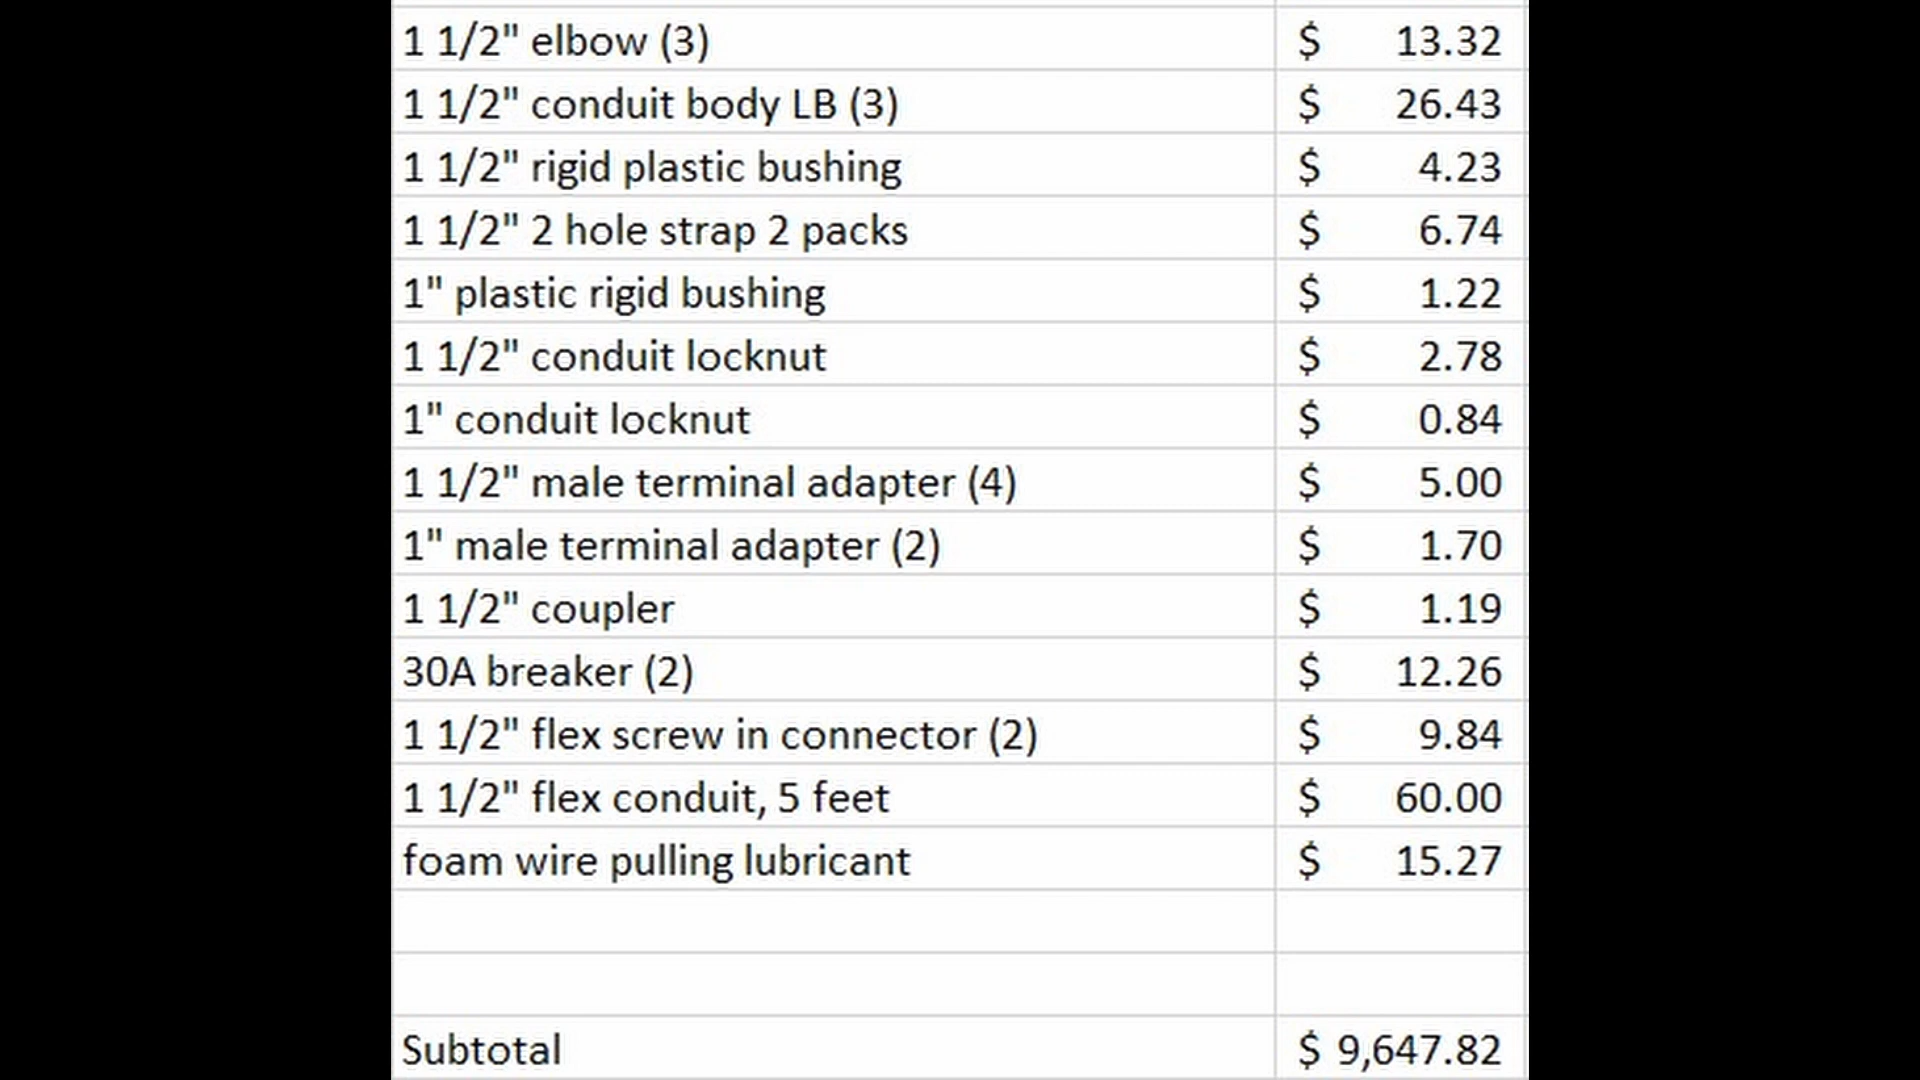 1 1/2" elbow (3) $ 13.32
1 1/2" conduit body LB (3) $ 26.43
1 1/2" rigid plastic bushing $ 4.23
1 1/2" 2 hole strap 2 packs $ 6.74
1" plastic rigid bushing $ 1.22
1 1/2" conduit locknut $ 2.78
1" conduit locknut $ 0.84
1 1/2" male terminal adapter (4) $ 5.00
1" male terminal adapter (2) $ 1.70
1 1/2" coupler $ 1.19
30A breaker (2) $ 12.26
1 1/2" flex screw in connector (2) $ 9.84
1 1/2" flex conduit, 5 feet $ 60.00
foam wire pulling lubricant $ 15.27
Subtotal $ 9,647.82